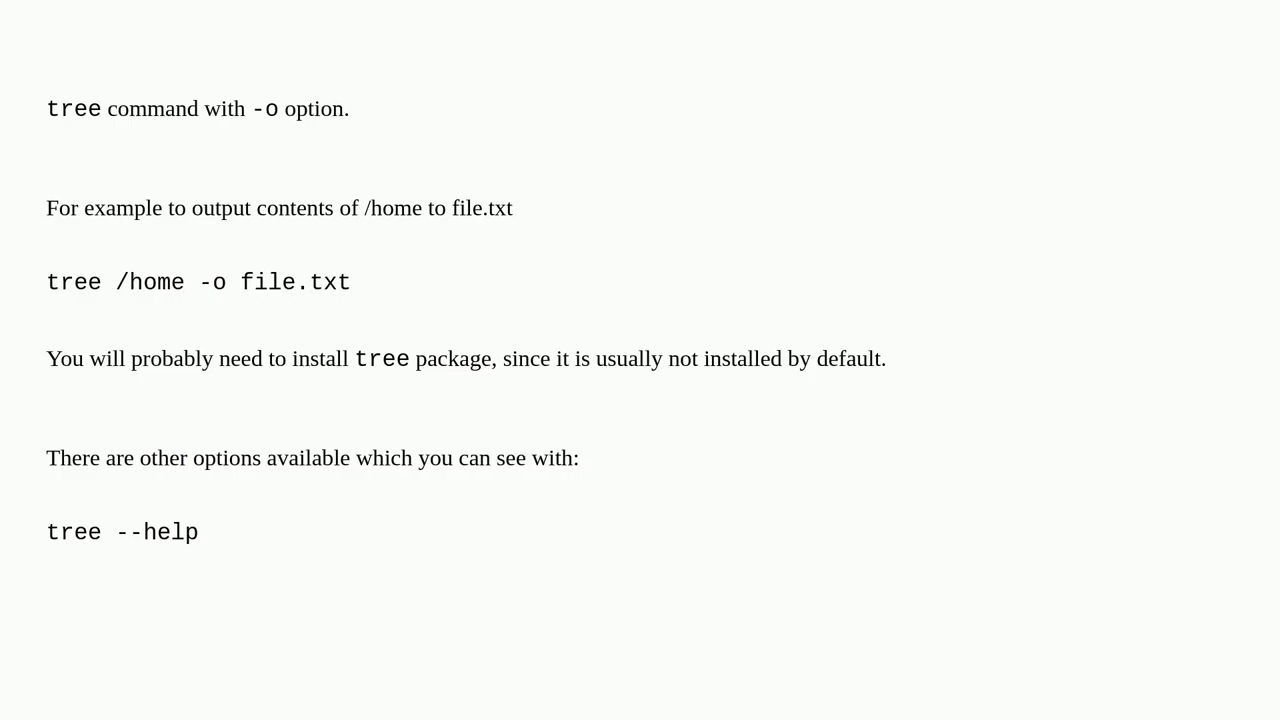 tree command with -o option.
For example to output contents of /home to file.txt
tree /home -o file.txt
You will probably need to install tree package, since it is usually not installed by default.
There are other options available which you can see with:
tree --help